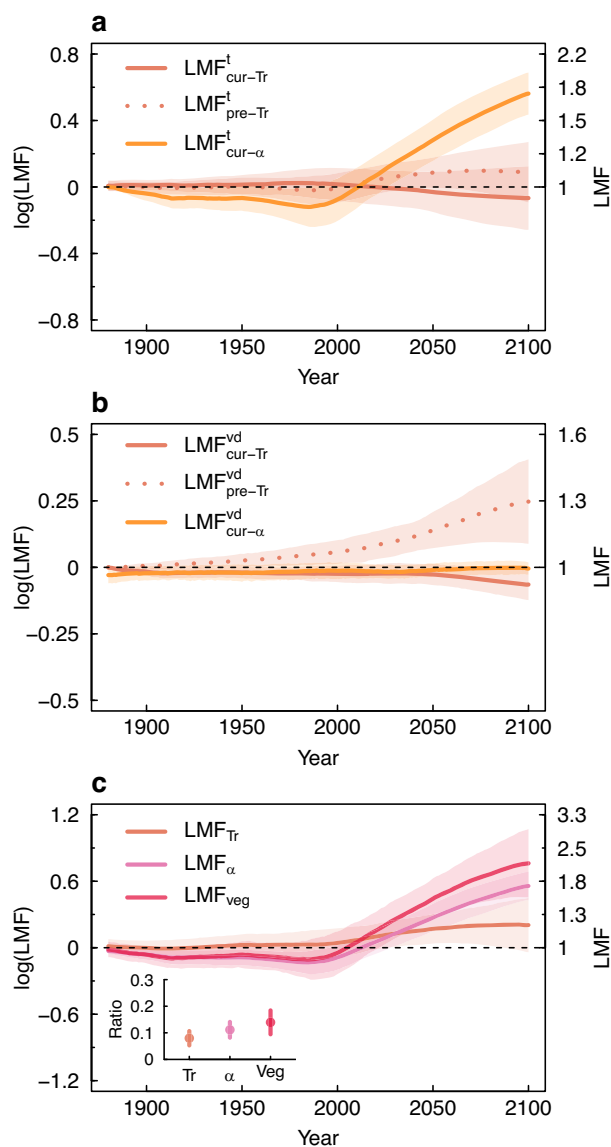 a
0.8
0.4
0
−0.4
−0.8
log(LMF)
LMF^t_cur−Tr
LMF^t_pre−Tr
LMF^t_cur−α
2.2
1.8
1.5
1.2
1
LMF
1900 1950 2000 2050 2100
Year
b
0.5
0.25
0
−0.25
−0.5
log(LMF)
LMF^vd_cur−Tr
LMF^vd_pre−Tr
LMF^vd_cur−α
1.6
1.3
1
LMF
1900 1950 2000 2050 2100
Year
c
1.2
0.6
0
−0.6
−1.2
log(LMF)
LMF_Tr
LMF_α
LMF_veg
3.3
2.5
1.8
1.3
1
LMF
0.3
0.2
0.1
0
Ratio
Tr α Veg
1900 1950 2000 2050 2100
Year